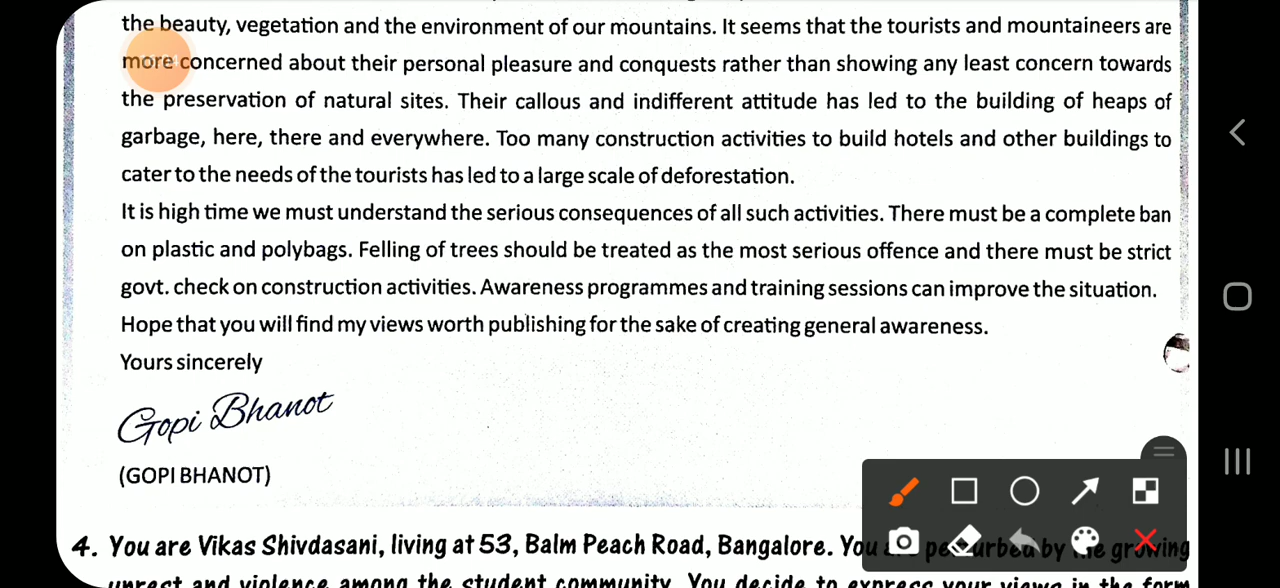 the beauty, vegetation and the environment of our mountains. It seems that the tourists and mountaineers are
more concerned about their personal pleasure and conquests rather than showing any least concern towards
the preservation of natural sites. Their callous and indifferent attitude has led to the building of heaps of
garbage, here, there and everywhere. Too many construction activities to build hotels and other buildings to
cater to the needs of the tourists has led to a large scale of deforestation.
It is high time we must understand the serious consequences of all such activities. There must be a complete ban
on plastic and polybags. Felling of trees should be treated as the most serious offence and there must be strict
govt. check on construction activities. Awareness programmes and training sessions can improve the situation.
Hope that you will find my views worth publishing for the sake of creating general awareness.
Yours sincerely
Gopi Bhanot
(GOPI BHANOT)
4. You are Vikas Shivdasani, living at 53, Balm Peach Road, Bangalore. You by growing
unrest and violence among the student community. You decide to express your views in the form